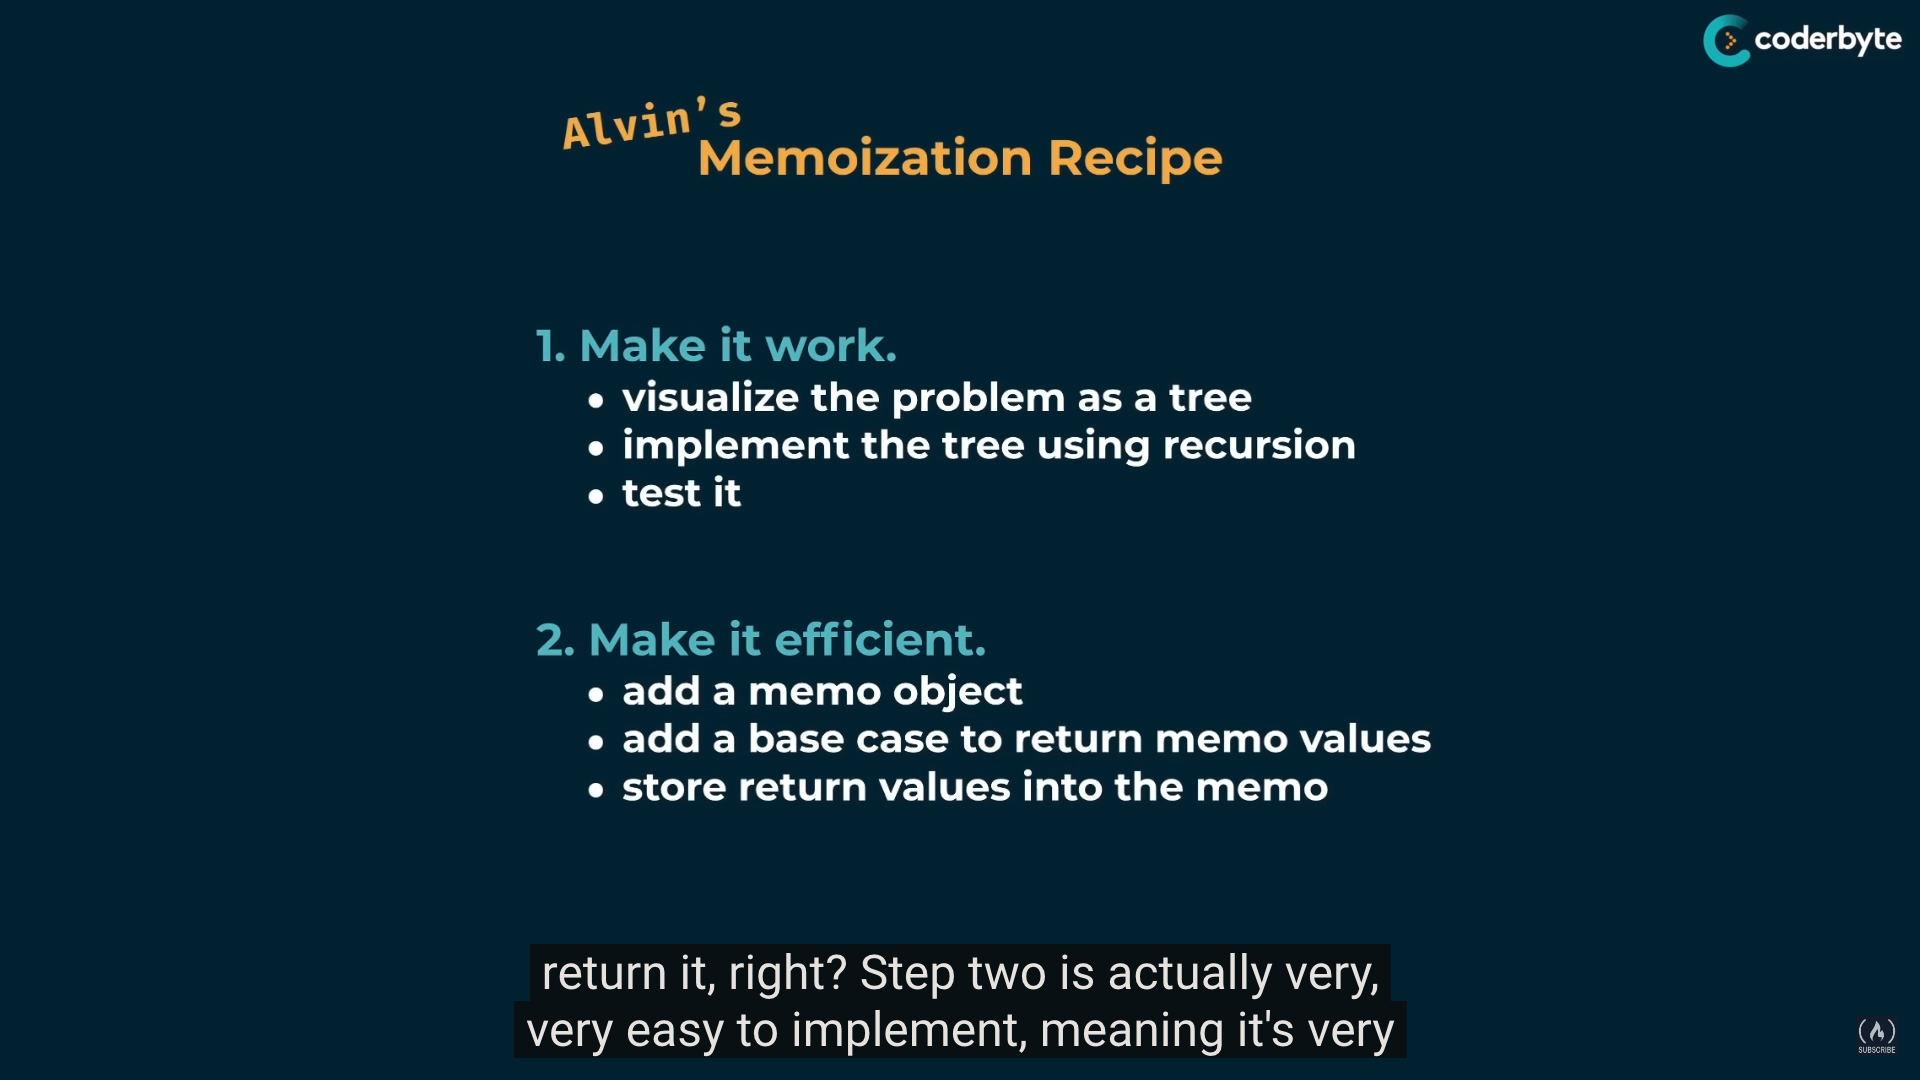 coderbyte
Alvin's
Memoization Recipe
1. Make it work.
• visualize the problem as a tree
• implement the tree using recursion
• test it
2. Make it efficient.
• add a memo object
• add a base case to return memo values
• store return values into the memo
return it, right? Step two is actually very,
very easy to implement, meaning it's very
SUBSCRIBE